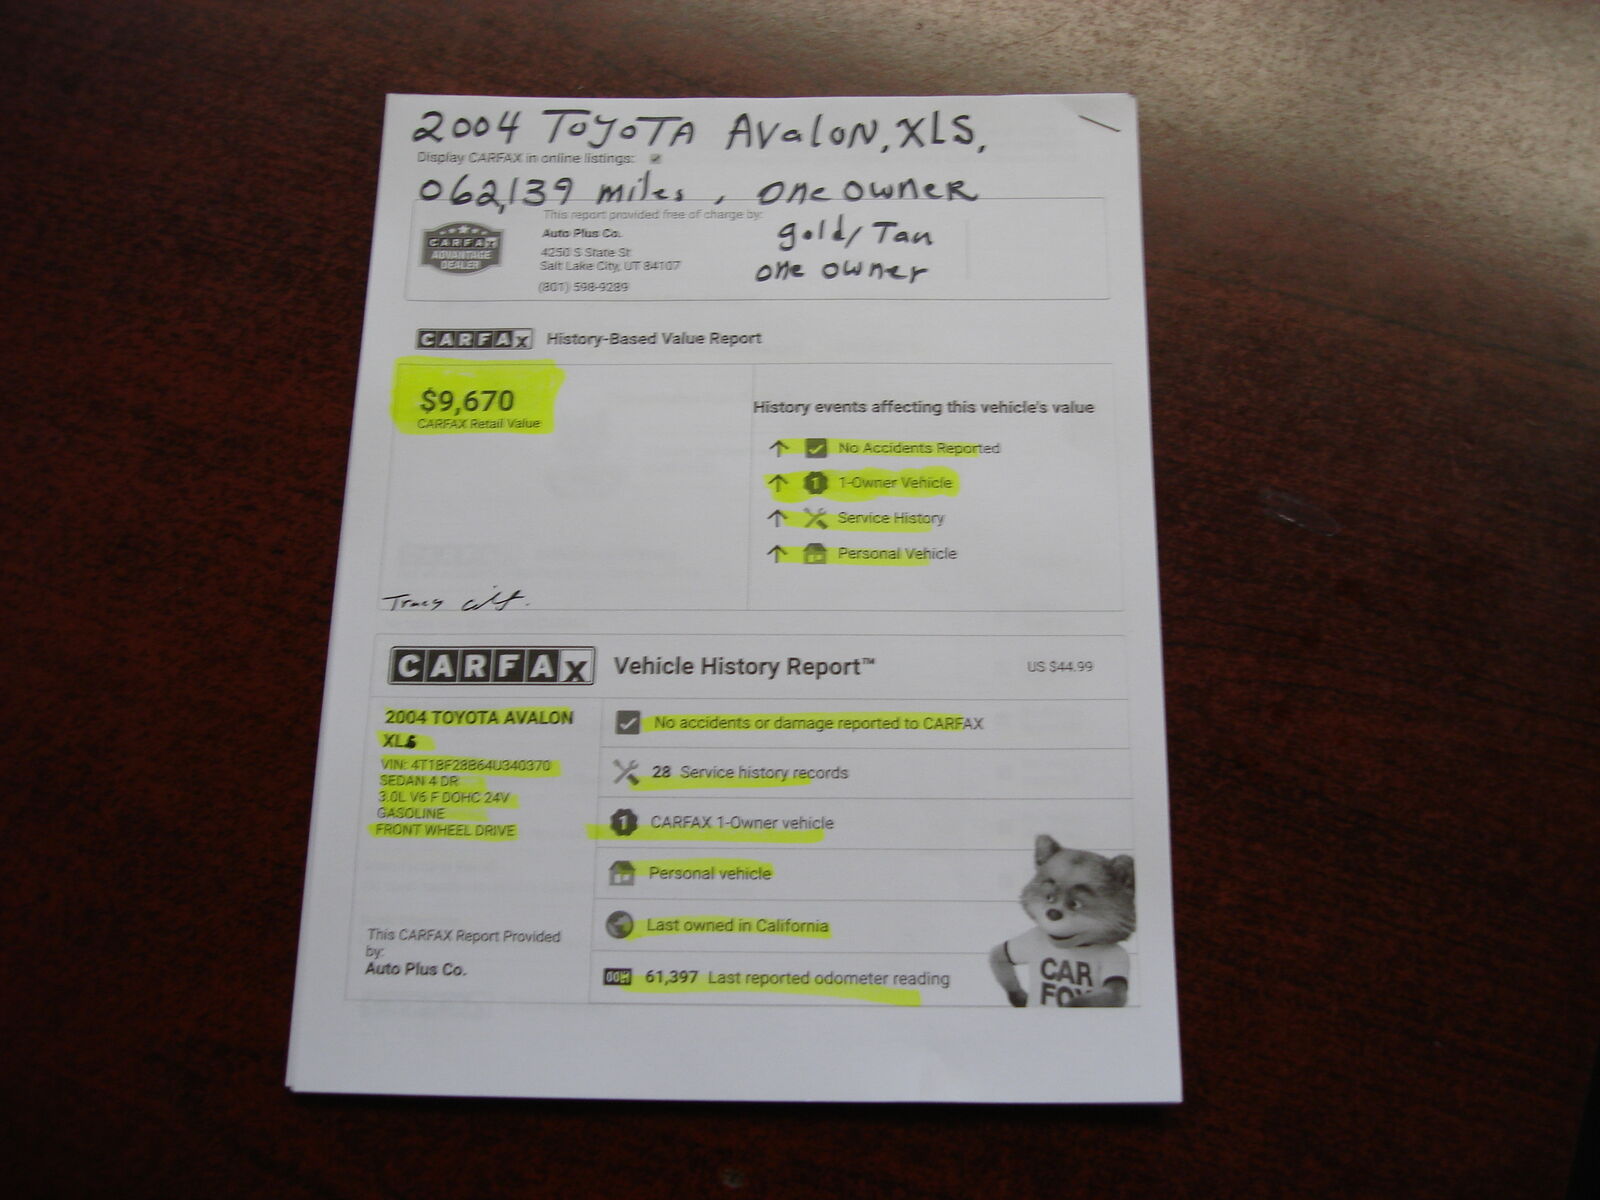 2004 TOYOTA AVALON, XLS,
Display CARFAX in online listings:
062,139 miles, ONE OWNER
This report provided free of charge by:
CARFAX
ADVANTAGE
DEALER
Auto Plus Co.
4250 S State St
Salt Lake City, UT 84107
(801) 598-9289
gold/Tan
one owner
CARFAX History-Based Value Report
$9,670
CARFAX Retail Value
History events affecting this vehicle's value
No Accidents Reported
1 1-Owner Vehicle
Service History
Personal Vehicle
Tracy
CARFAX Vehicle History Report™ US $44.99
2004 TOYOTA AVALON
XLS
VIN: 4T1BF28B64U340370
SEDAN 4 DR
3.0L V6 F DOHC 24V
GASOLINE
FRONT WHEEL DRIVE
This CARFAX Report Provided
by:
Auto Plus Co.
No accidents or damage reported to CARFAX
28 Service history records
1 CARFAX 1-Owner vehicle
Personal vehicle
Last owned in California
61,397 Last reported odometer reading
CAR
FOX